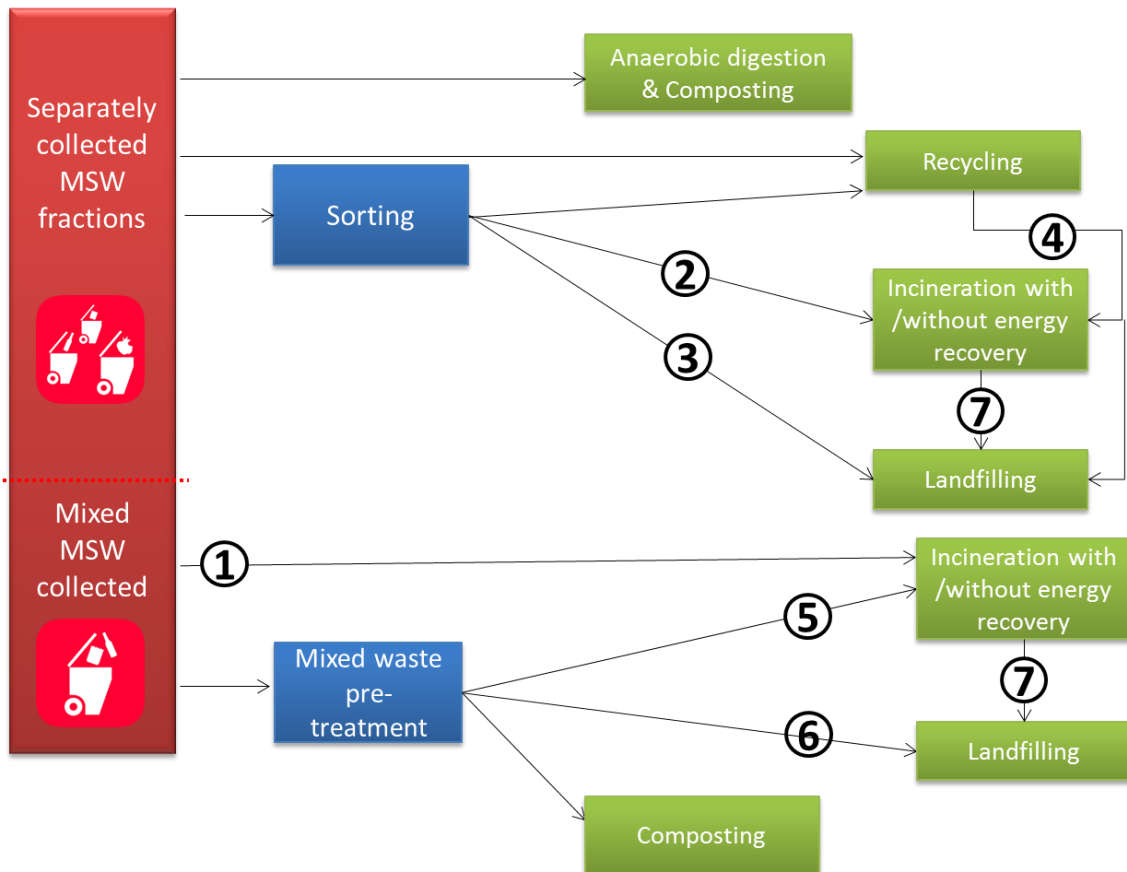 Separately
collected
MSW
fractions
Anaerobic digestion
& Composting
Recycling
Sorting
④
②
Incineration with
/without energy
recovery
③
⑦
Landfilling
Mixed
MSW
collected
①
Incineration with
/without energy
recovery
⑤
Mixed waste
pre-
treatment
⑦
⑥
Landfilling
Composting